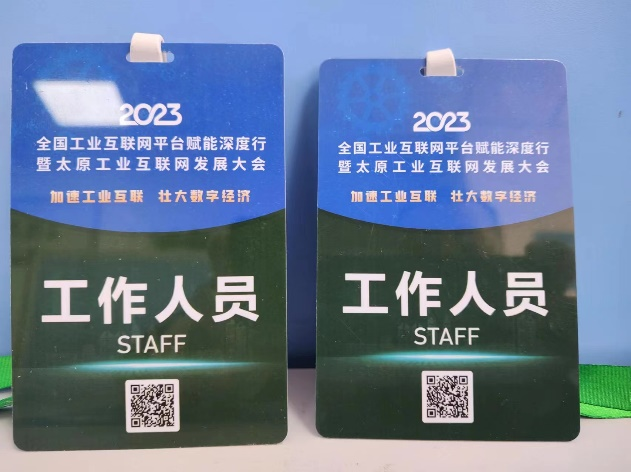 2023
全国工业互联网平台赋能深度行
暨太原工业互联网发展大会
加速工业互联 壮大数字经济
工作人员
STAFF
2023
全国工业互联网平台赋能深度行
暨太原工业互联网发展大会
加速工业互联 壮大数字经济
工作人员
STAFF